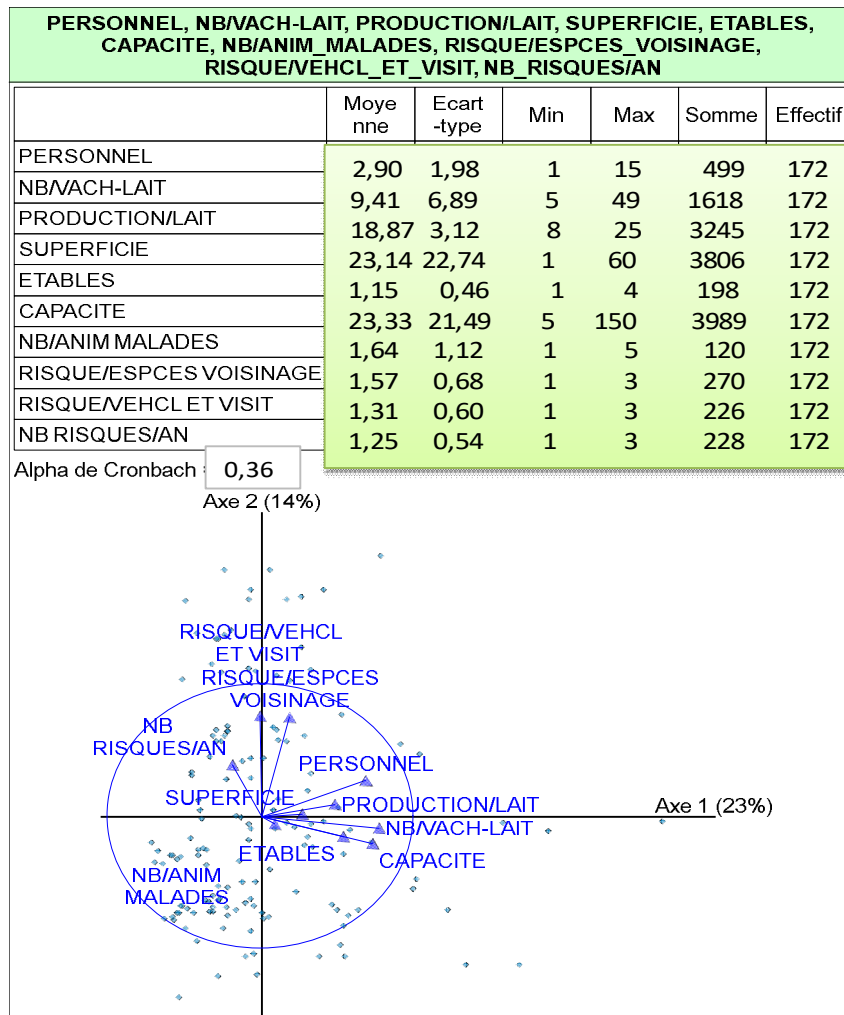 PERSONNEL, NB/VACH-LAIT, PRODUCTION/LAIT, SUPERFICIE, ETABLES,
CAPACITE, NB/ANIM_MALADES, RISQUE/ESPCES_VOISINAGE,
RISQUE/VEHCL_ET_VISIT, NB_RISQUES/AN
Moye Ecart Min Max Somme Effectif
nne -type
PERSONNEL 2,90 1,98 1 15 499 172
NB/VACH-LAIT 9,41 6,89 5 49 1618 172
PRODUCTION/LAIT 18,87 3,12 8 25 3245 172
SUPERFICIE 23,14 22,74 1 60 3806 172
ETABLES 1,15 0,46 1 4 198 172
CAPACITE 23,33 21,49 5 150 3989 172
NB/ANIM MALADES 1,64 1,12 1 5 120 172
RISQUE/ESPCES VOISINAGE 1,57 0,68 1 3 270 172
RISQUE/VEHCL ET VISIT 1,31 0,60 1 3 226 172
NB RISQUES/AN 1,25 0,54 1 3 228 172
Alpha de Cronbach : 0,36
Axe 2 (14%)
RISQUE/VEHCL
ET VISIT
RISQUE/ESPCES
VOISINAGE
NB
RISQUES/AN
PERSONNEL
SUPERFICIE
PRODUCTION/LAIT
Axe 1 (23%)
NB/VACH-LAIT
ETABLES
CAPACITE
NB/ANIM
MALADES